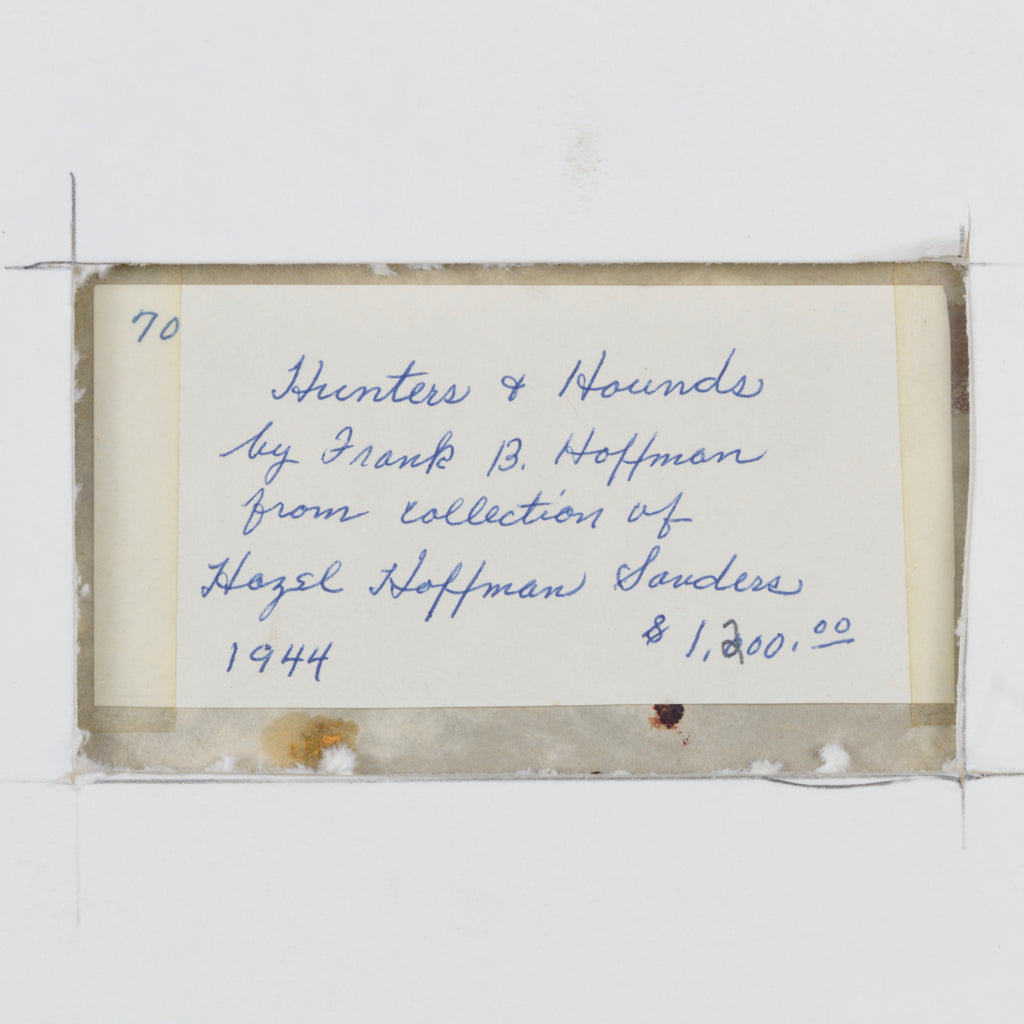 70
Hunters & Hounds
by Frank B. Hoffman
from collection of
Hazel Hoffman Sanders
1944 $1,200.00